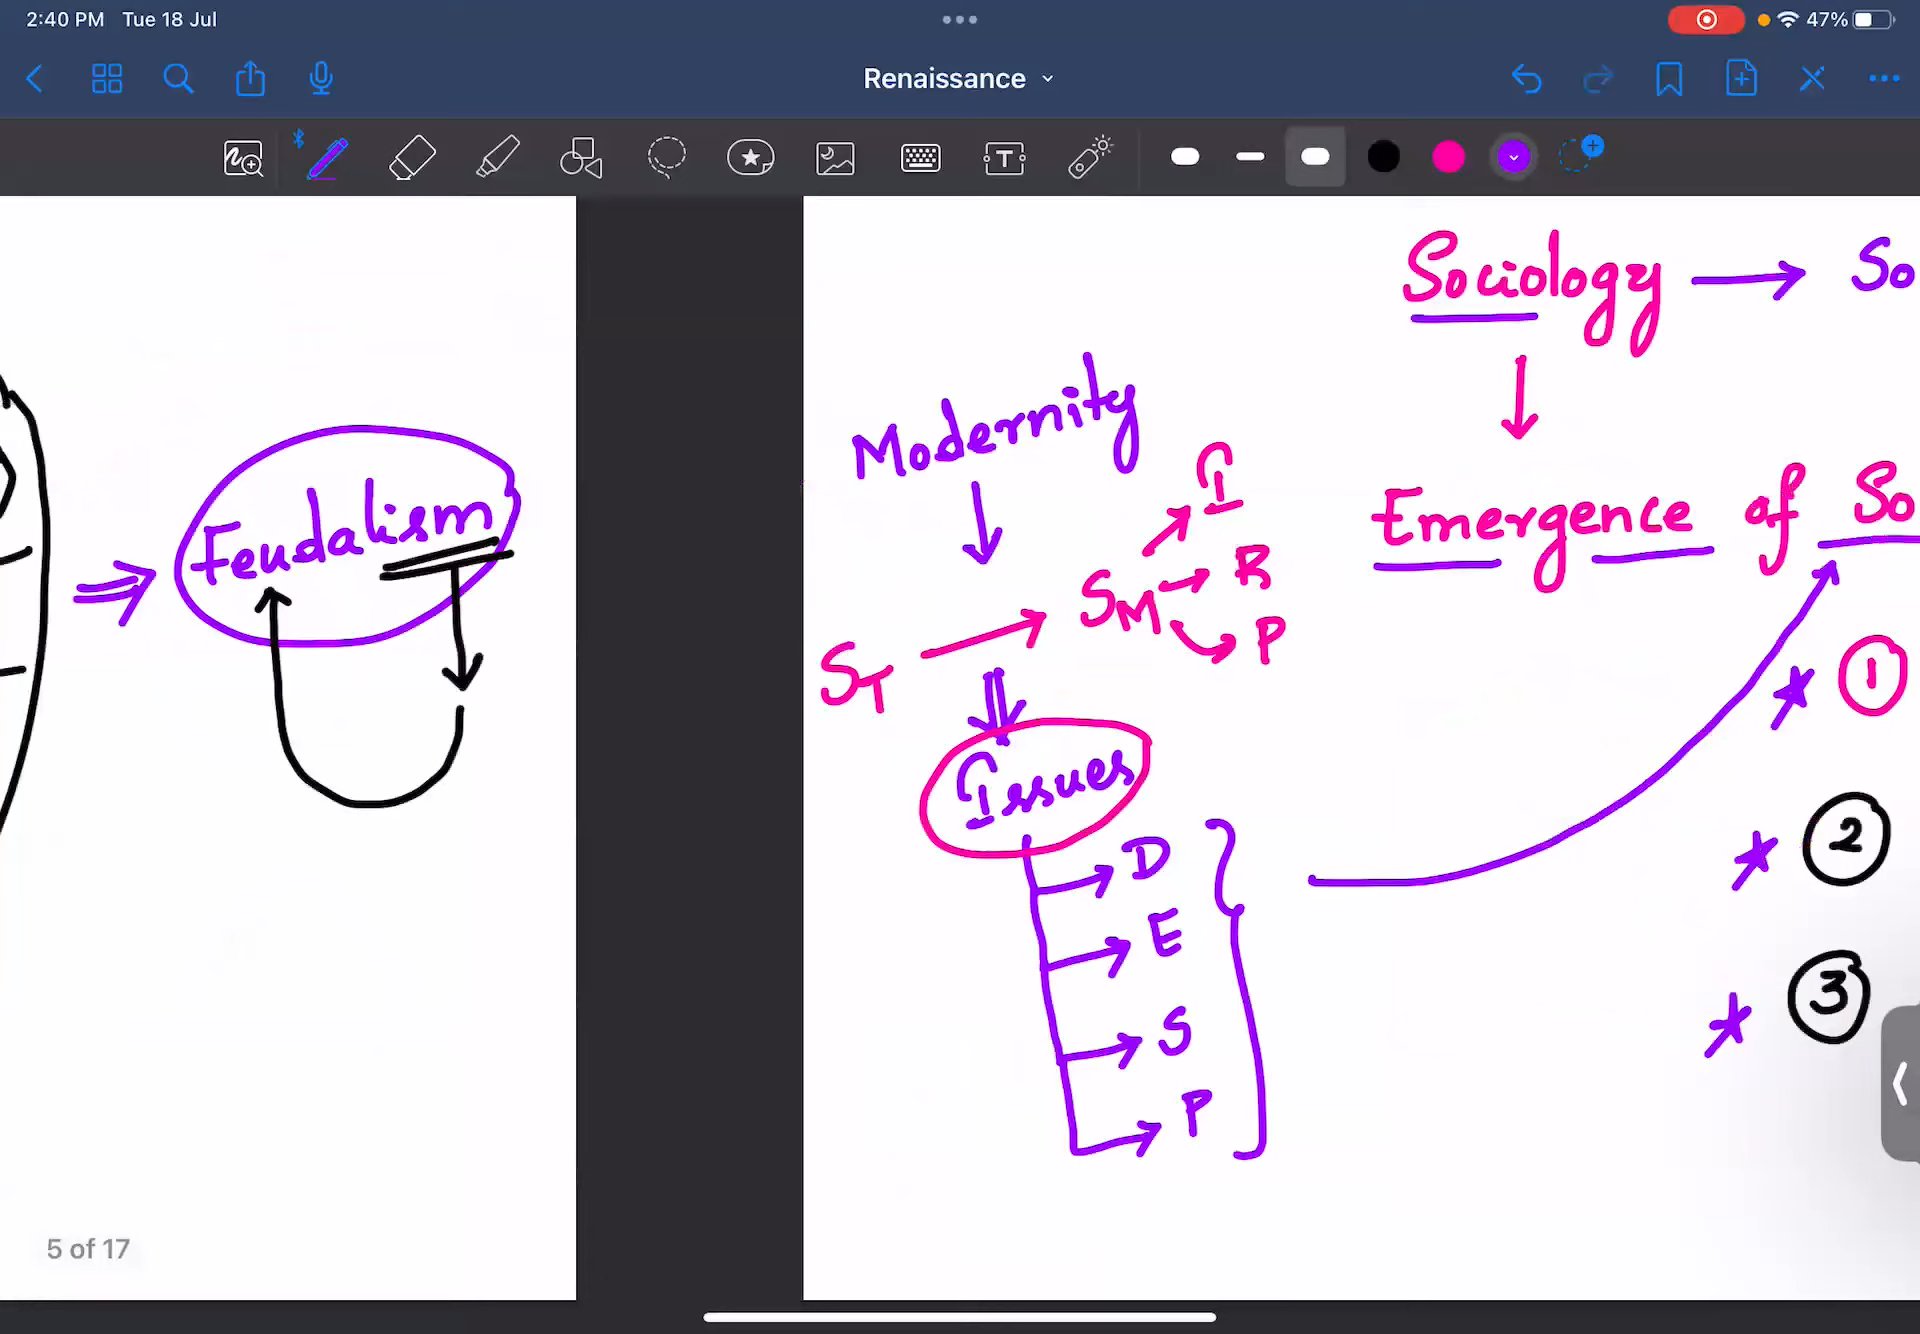 2:40 PM Tue 18 Jul
47%
Renaissance
T
Feudalism
5 of 17
Sociology → So
Modernity
I
Emergence of So
ST → SM → R
P
1
Issues
D
2
E
3
S
P